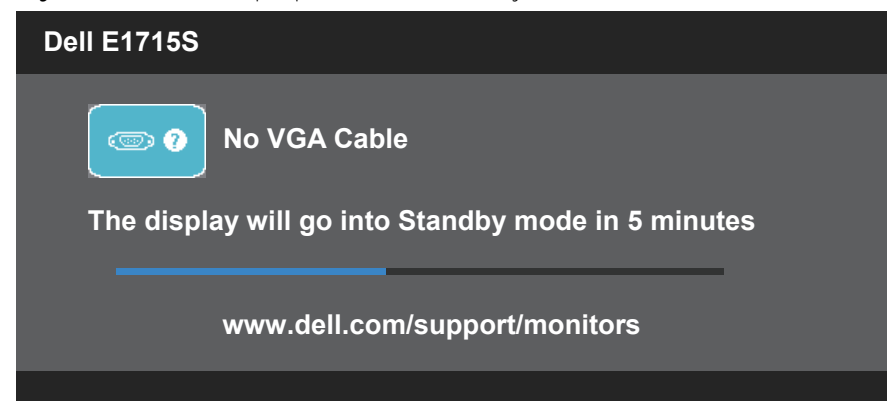 Dell E1715S
No VGA Cable
The display will go into Standby mode in 5 minutes
www.dell.com/support/monitors